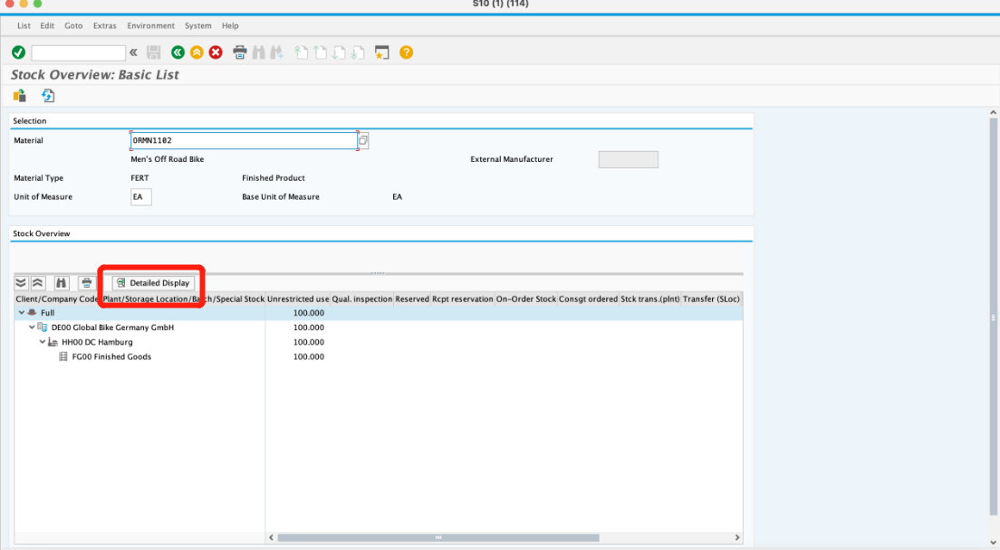 S10 (1) (114)
List Edit Goto Extras Environment System Help
Stock Overview: Basic List
Selection
Material ORMN1102
Men's Off Road Bike External Manufacturer
Material Type FERT Finished Product
Unit of Measure EA Base Unit of Measure EA
Stock Overview
Detailed Display
Client/Company Code/Plant/Storage Location/Batch/Special Stock Unrestricted use Qual. inspection Reserved Rcpt reservation On-Order Stock Consgt ordered Stck trans.(plnt) Transfer (SLoc)
Full 100.000
DE00 Global Bike Germany GmbH 100.000
HH00 DC Hamburg 100.000
FG00 Finished Goods 100.000